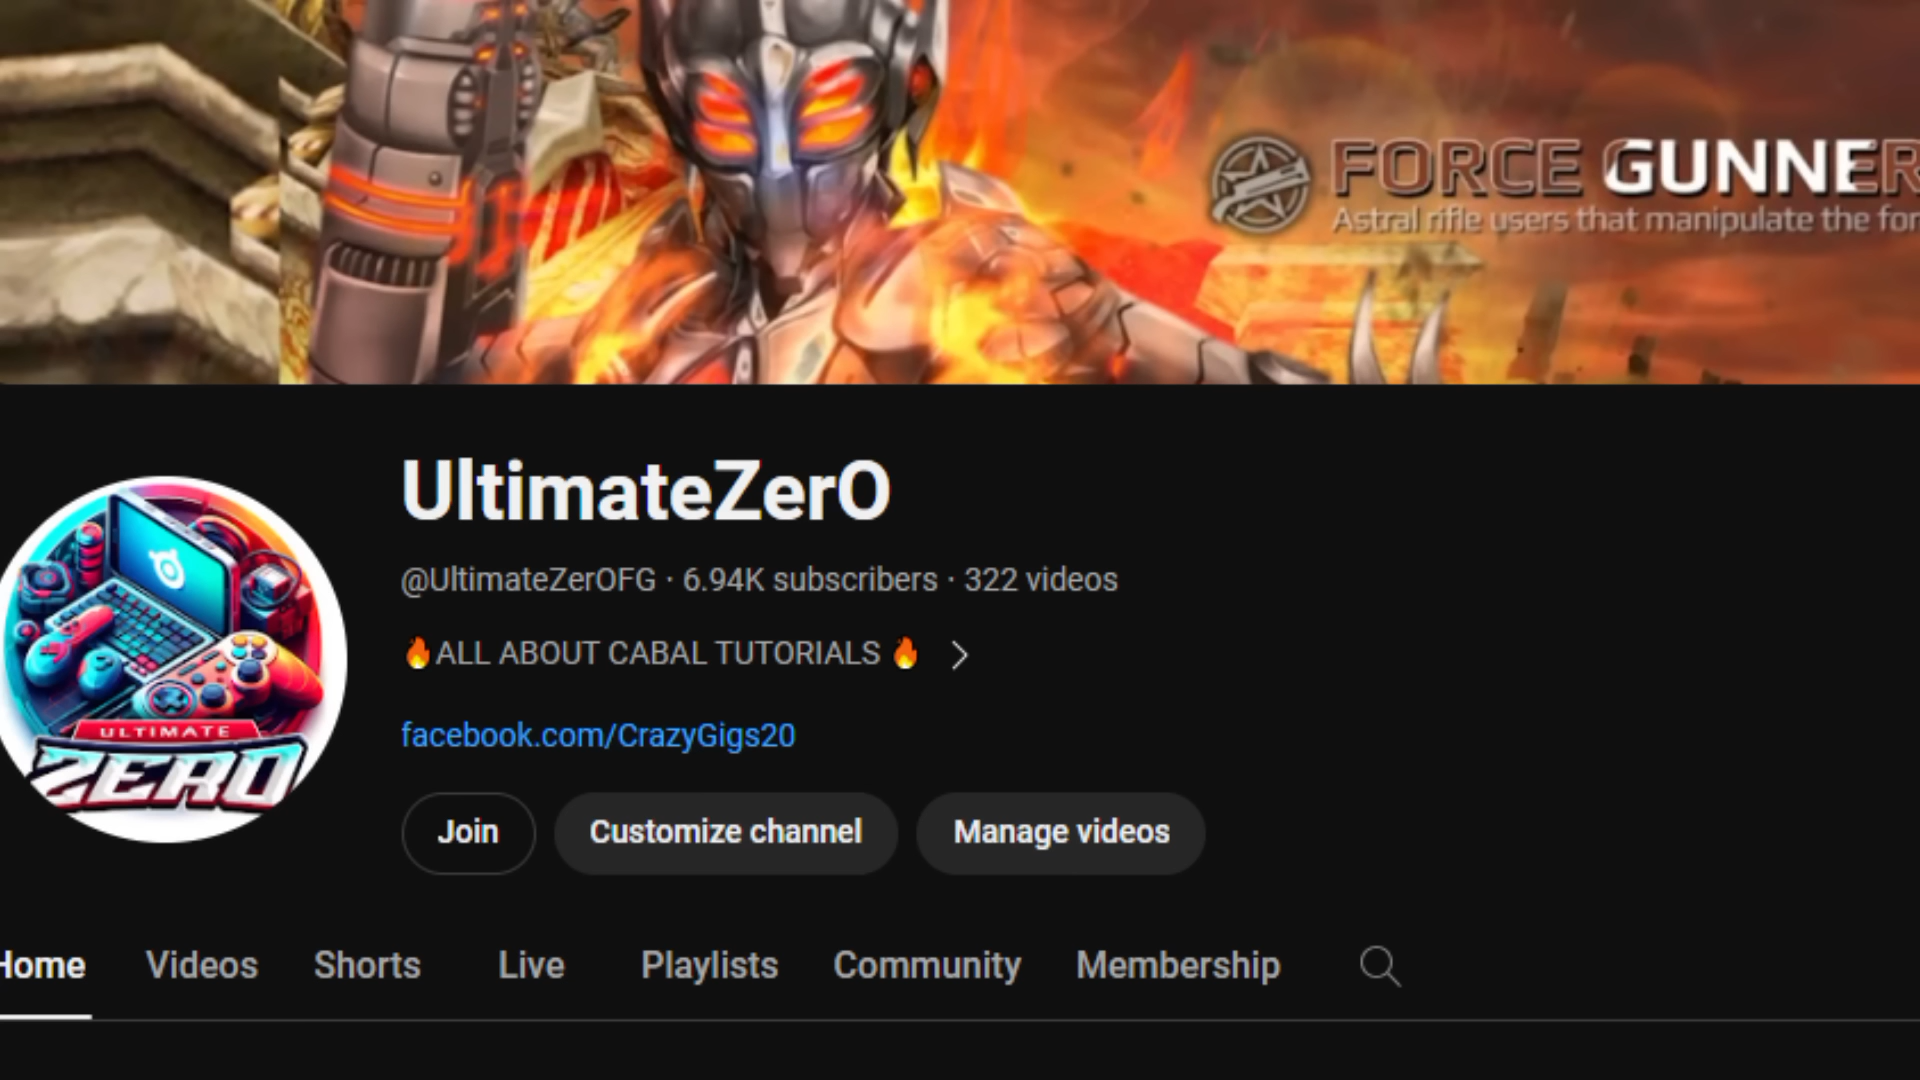 FORCE GUNNER
Astral rifle users that manipulate the for
ULTIMATE
ZERO
UltimateZerO
@UltimateZerOFG · 6.94K subscribers · 322 videos
🔥ALL ABOUT CABAL TUTORIALS 🔥
facebook.com/CrazyGigs20
Join Customize channel Manage videos
Home Videos Shorts Live Playlists Community Membership